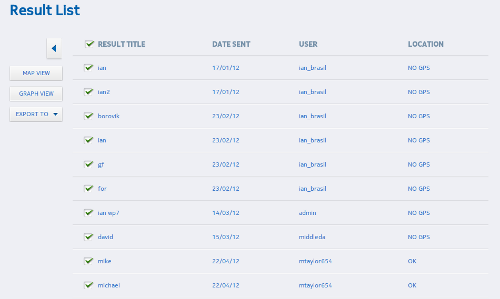 Result List
RESULT TITLE DATE SENT USER LOCATION
ian 17/01/12 ian_brasil NO GPS
MAP VIEW
ian2 17/01/12 ian_brasil NO GPS
GRAPH VIEW
EXPORT TO
borovik 23/02/12 ian_brasil NO GPS
ian 23/02/12 ian_brasil NO GPS
gf 23/02/12 ian_brasil NO GPS
for 23/02/12 ian_brasil NO GPS
ian wp7 14/03/12 admin NO GPS
david 15/03/12 middleda NO GPS
mike 22/04/12 mtaylor654 OK
michael 22/04/12 mtaylor654 OK